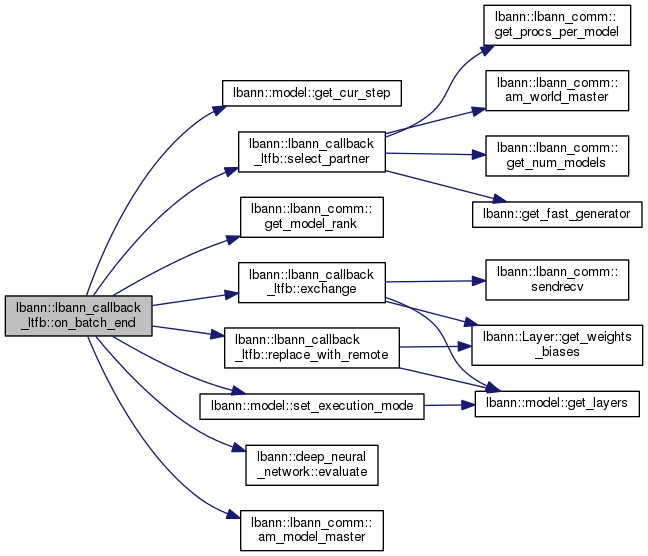 lbann::lbann_comm::
get_procs_per_model
lbann::model::get_cur_step
lbann::lbann_comm::
am_world_master
lbann::lbann_callback
_ltfb::select_partner
lbann::lbann_comm::
get_num_models
lbann::lbann_comm::
get_model_rank
lbann::get_fast_generator
lbann::lbann_callback
_ltfb::exchange
lbann::lbann_comm::
sendrecv
lbann::lbann_callback
_ltfb::on_batch_end
lbann::lbann_callback
_ltfb::replace_with_remote
lbann::Layer::get_weights
_biases
lbann::model::set_execution_mode
lbann::model::get_layers
lbann::deep_neural
_network::evaluate
lbann::lbann_comm::
am_model_master